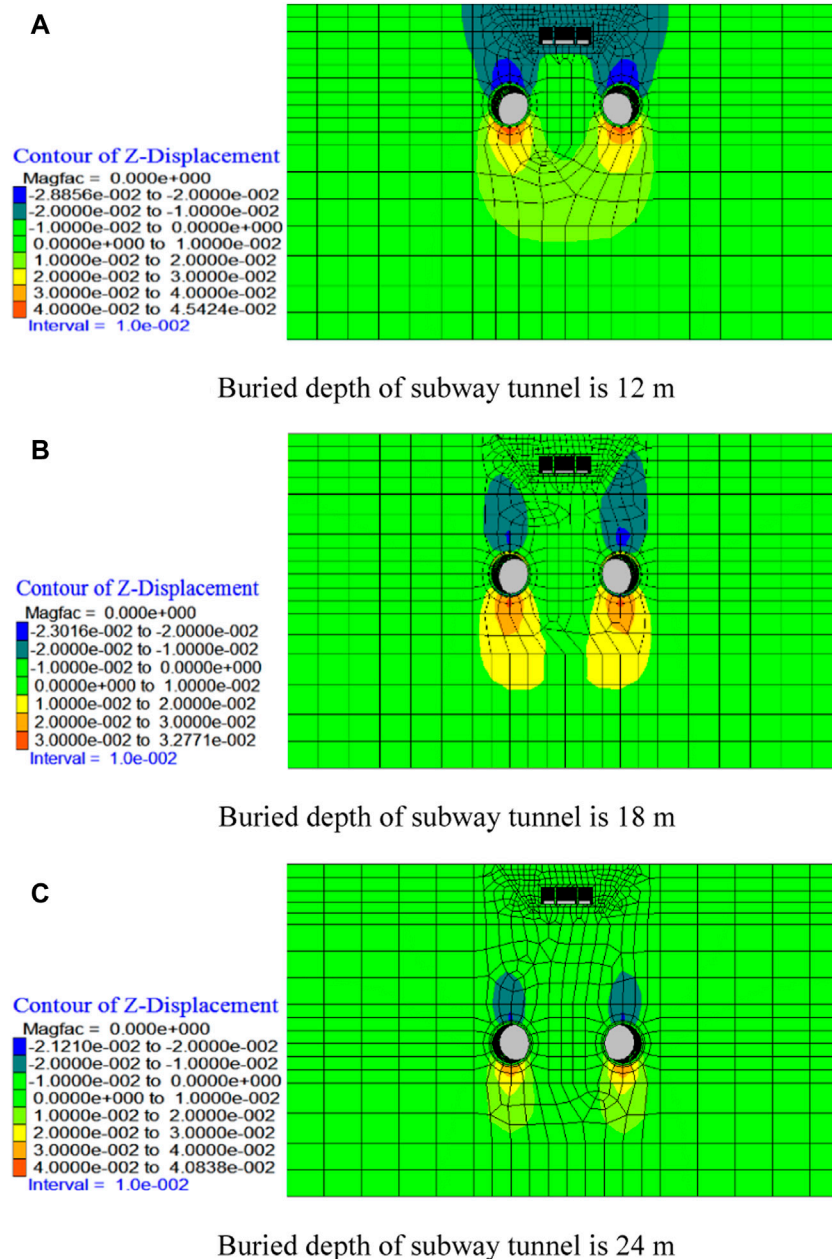 A
Contour of Z-Displacement
Magfac = 0.000e+000
-2.8856e-002 to -2.0000e-002
-2.0000e-002 to -1.0000e-002
-1.0000e-002 to 0.0000e+000
0.0000e+000 to 1.0000e-002
1.0000e-002 to 2.0000e-002
2.0000e-002 to 3.0000e-002
3.0000e-002 to 4.0000e-002
4.0000e-002 to 4.5424e-002
Interval = 1.0e-002
Buried depth of subway tunnel is 12 m
B
Contour of Z-Displacement
Magfac = 0.000e+000
-2.3016e-002 to -2.0000e-002
-2.0000e-002 to -1.0000e-002
-1.0000e-002 to 0.0000e+000
0.0000e+000 to 1.0000e-002
1.0000e-002 to 2.0000e-002
2.0000e-002 to 3.0000e-002
3.0000e-002 to 3.2771e-002
Interval = 1.0e-002
Buried depth of subway tunnel is 18 m
C
Contour of Z-Displacement
Magfac = 0.000e+000
-2.1210e-002 to -2.0000e-002
-2.0000e-002 to -1.0000e-002
-1.0000e-002 to 0.0000e+000
0.0000e+000 to 1.0000e-002
1.0000e-002 to 2.0000e-002
2.0000e-002 to 3.0000e-002
3.0000e-002 to 4.0000e-002
4.0000e-002 to 4.0838e-002
Interval = 1.0e-002
Buried depth of subway tunnel is 24 m